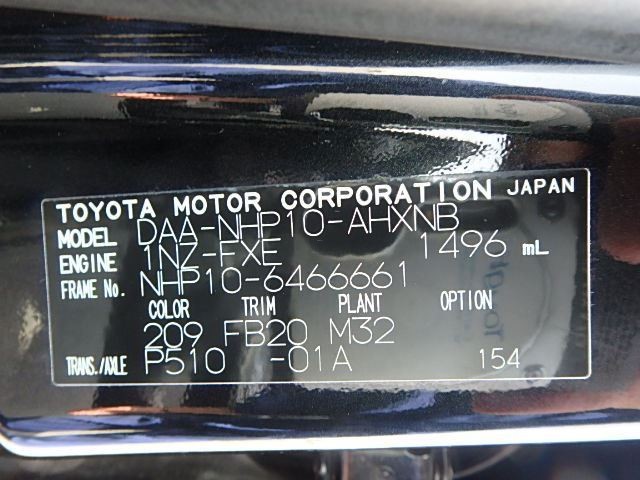 TOYOTA MOTOR CORPORATION JAPAN
MODEL DAA-NHP10-AHXNB
ENGINE 1NZ-FXE 1496 mL
FRAME No. NHP10-6466661
COLOR TRIM PLANT OPTION
209 FB20 M32
TRANS./AXLE P510 -01A 154